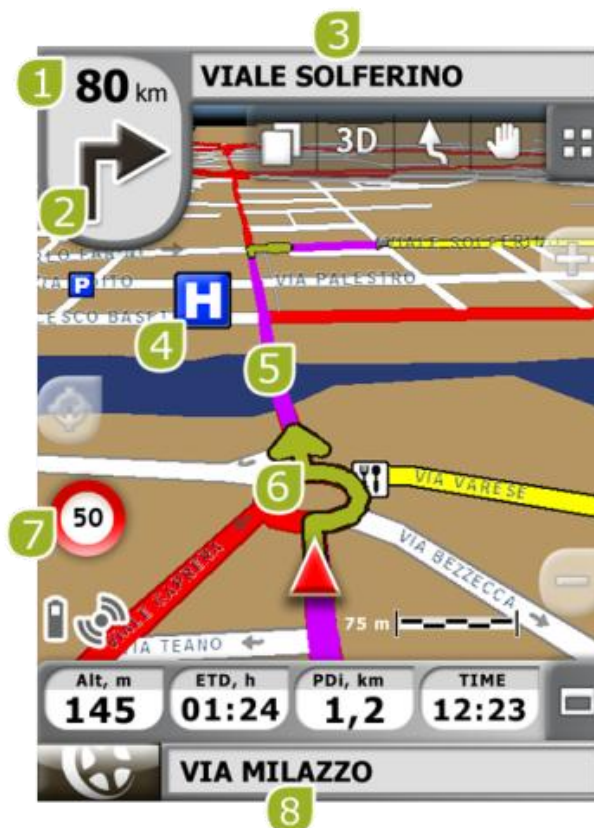 3
1
80 km
VIALE SOLFERINO
3D
2
VIALE SOLFERINO
P
H
VIA PALESTRO
4
5
6
VIA VARESE
7
50
VIALE CAPRERA
VIA BEZZECCA
75 m
VIA TEANO
Alt, m
ETD, h
PDi, km
TIME
145
01:24
1,2
12:23
VIA MILAZZO
8